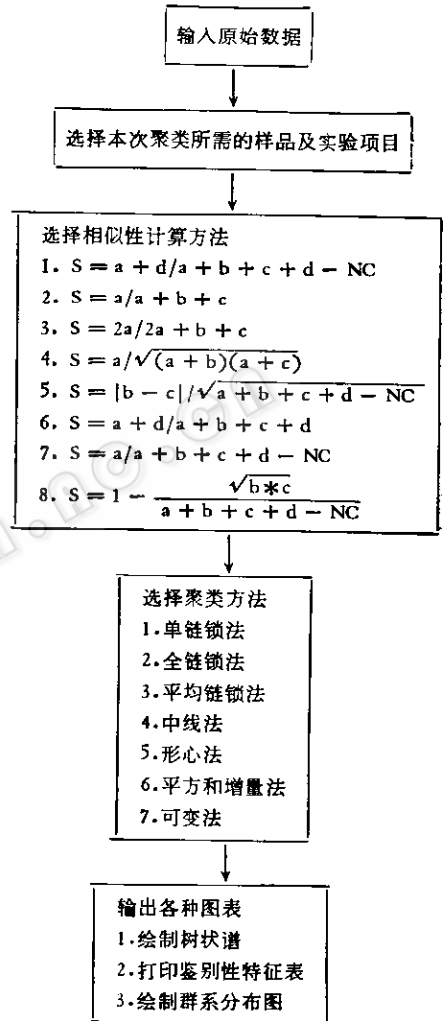 输入原始数据
选择本次聚类所需的样品及实验项目
选择相似性计算方法
1. S = a + d/a + b + c + d − NC
2. S = a/a + b + c
3. S = 2a/2a + b + c
4. S = a/√(a + b)(a + c)
5. S = |b − c|/√a + b + c + d − NC
6. S = a + d/a + b + c + d
7. S = a/a + b + c + d − NC
8. S = 1 − √b*c / a + b + c + d − NC
选择聚类方法
1.单链锁法
2.全链锁法
3.平均链锁法
4.中线法
5.形心法
6.平方和增量法
7.可变法
输出各种图表
1.绘制树状谱
2.打印鉴别性特征表
3.绘制群系分布图